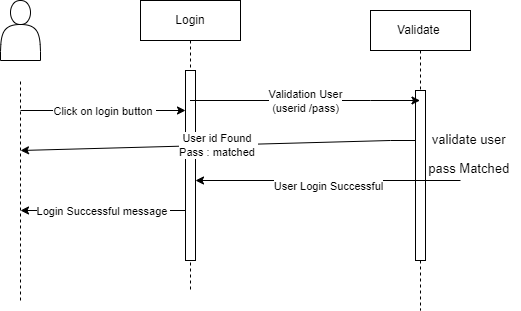 Login
Validate
Validation User
(userid /pass)
Click on login button
User id Found
Pass : matched
validate user
pass Matched
User Login Successful
Login Successful message